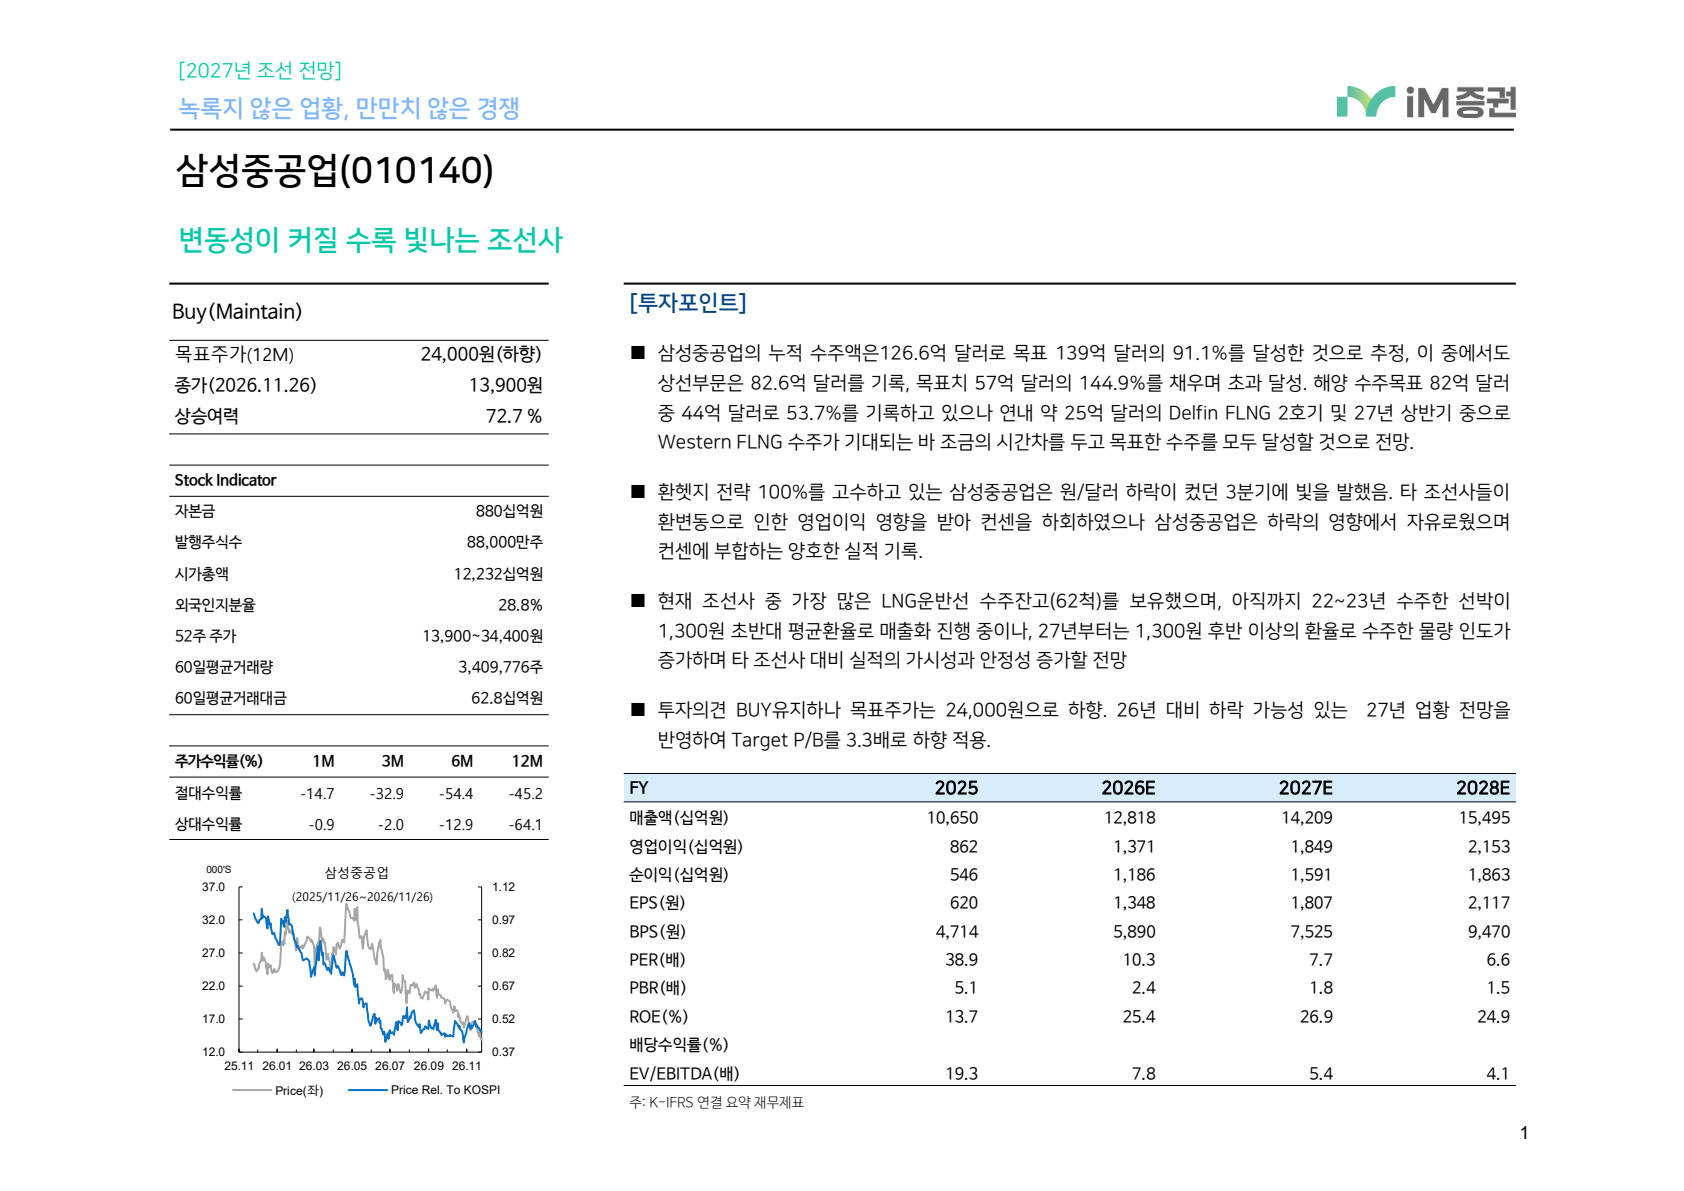 [2027년 조선 전망]
녹록지 않은 업황, 만만치 않은 경쟁
iM증권
삼성중공업(010140)
변동성이 커질 수록 빛나는 조선사
Buy(Maintain)
목표주가(12M) 24,000원(하향)
종가(2026.11.26) 13,900원
상승여력 72.7 %
Stock Indicator
자본금 880십억원
발행주식수 88,000만주
시가총액 12,232십억원
외국인지분율 28.8%
52주 주가 13,900~34,400원
60일평균거래량 3,409,776주
60일평균거래대금 62.8십억원
주가수익률(%) 1M 3M 6M 12M
절대수익률 -14.7 -32.9 -54.4 -45.2
상대수익률 -0.9 -2.0 -12.9 -64.1
000'S 삼성중공업
(2025/11/26~2026/11/26)
37.0 1.12
32.0 0.97
27.0 0.82
22.0 0.67
17.0 0.52
12.0 0.37
25.11 26.01 26.03 26.05 26.07 26.09 26.11
Price(좌) Price Rel. To KOSPI
[투자포인트]
■ 삼성중공업의 누적 수주액은126.6억 달러로 목표 139억 달러의 91.1%를 달성한 것으로 추정, 이 중에서도
상선부문은 82.6억 달러를 기록, 목표치 57억 달러의 144.9%를 채우며 초과 달성. 해양 수주목표 82억 달러
중 44억 달러로 53.7%를 기록하고 있으나 연내 약 25억 달러의 Delfin FLNG 2호기 및 27년 상반기 중으로
Western FLNG 수주가 기대되는 바 조금의 시간차를 두고 목표한 수주를 모두 달성할 것으로 전망.
■ 환헷지 전략 100%를 고수하고 있는 삼성중공업은 원/달러 하락이 컸던 3분기에 빛을 발했음. 타 조선사들이
환변동으로 인한 영업이익 영향을 받아 컨센을 하회하였으나 삼성중공업은 하락의 영향에서 자유로웠으며
컨센에 부합하는 양호한 실적 기록.
■ 현재 조선사 중 가장 많은 LNG운반선 수주잔고(62척)를 보유했으며, 아직까지 22~23년 수주한 선박이
1,300원 초반대 평균환율로 매출화 진행 중이나, 27년부터는 1,300원 후반 이상의 환율로 수주한 물량 인도가
증가하며 타 조선사 대비 실적의 가시성과 안정성 증가할 전망
■ 투자의견 BUY유지하나 목표주가는 24,000원으로 하향. 26년 대비 하락 가능성 있는 27년 업황 전망을
반영하여 Target P/B를 3.3배로 하향 적용.
FY 2025 2026E 2027E 2028E
매출액(십억원) 10,650 12,818 14,209 15,495
영업이익(십억원) 862 1,371 1,849 2,153
순이익(십억원) 546 1,186 1,591 1,863
EPS(원) 620 1,348 1,807 2,117
BPS(원) 4,714 5,890 7,525 9,470
PER(배) 38.9 10.3 7.7 6.6
PBR(배) 5.1 2.4 1.8 1.5
ROE(%) 13.7 25.4 26.9 24.9
배당수익률(%)
EV/EBITDA(배) 19.3 7.8 5.4 4.1
주: K-IFRS 연결 요약 재무제표
1